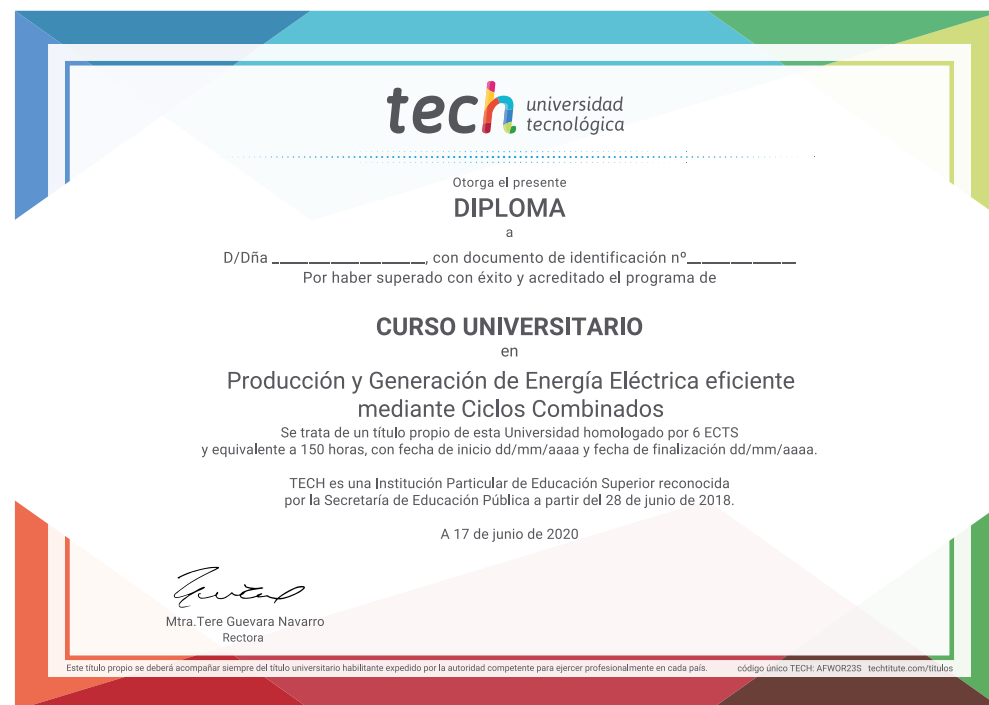 tech universidad
tecnológica
Otorga el presente
DIPLOMA
a
D/Dña ____________________, con documento de identificación nº______________
Por haber superado con éxito y acreditado el programa de
CURSO UNIVERSITARIO
en
Producción y Generación de Energía Eléctrica eficiente
mediante Ciclos Combinados
Se trata de un título propio de esta Universidad homologado por 6 ECTS
y equivalente a 150 horas, con fecha de inicio dd/mm/aaaa y fecha de finalización dd/mm/aaaa.
TECH es una Institución Particular de Educación Superior reconocida
por la Secretaría de Educación Pública a partir del 28 de junio de 2018.
A 17 de junio de 2020
Mtra.Tere Guevara Navarro
Rectora
Este título propio se deberá acompañar siempre del título universitario habilitante expedido por la autoridad competente para ejercer profesionalmente en cada país. código único TECH: AFWOR23S techtitute.com/titulos